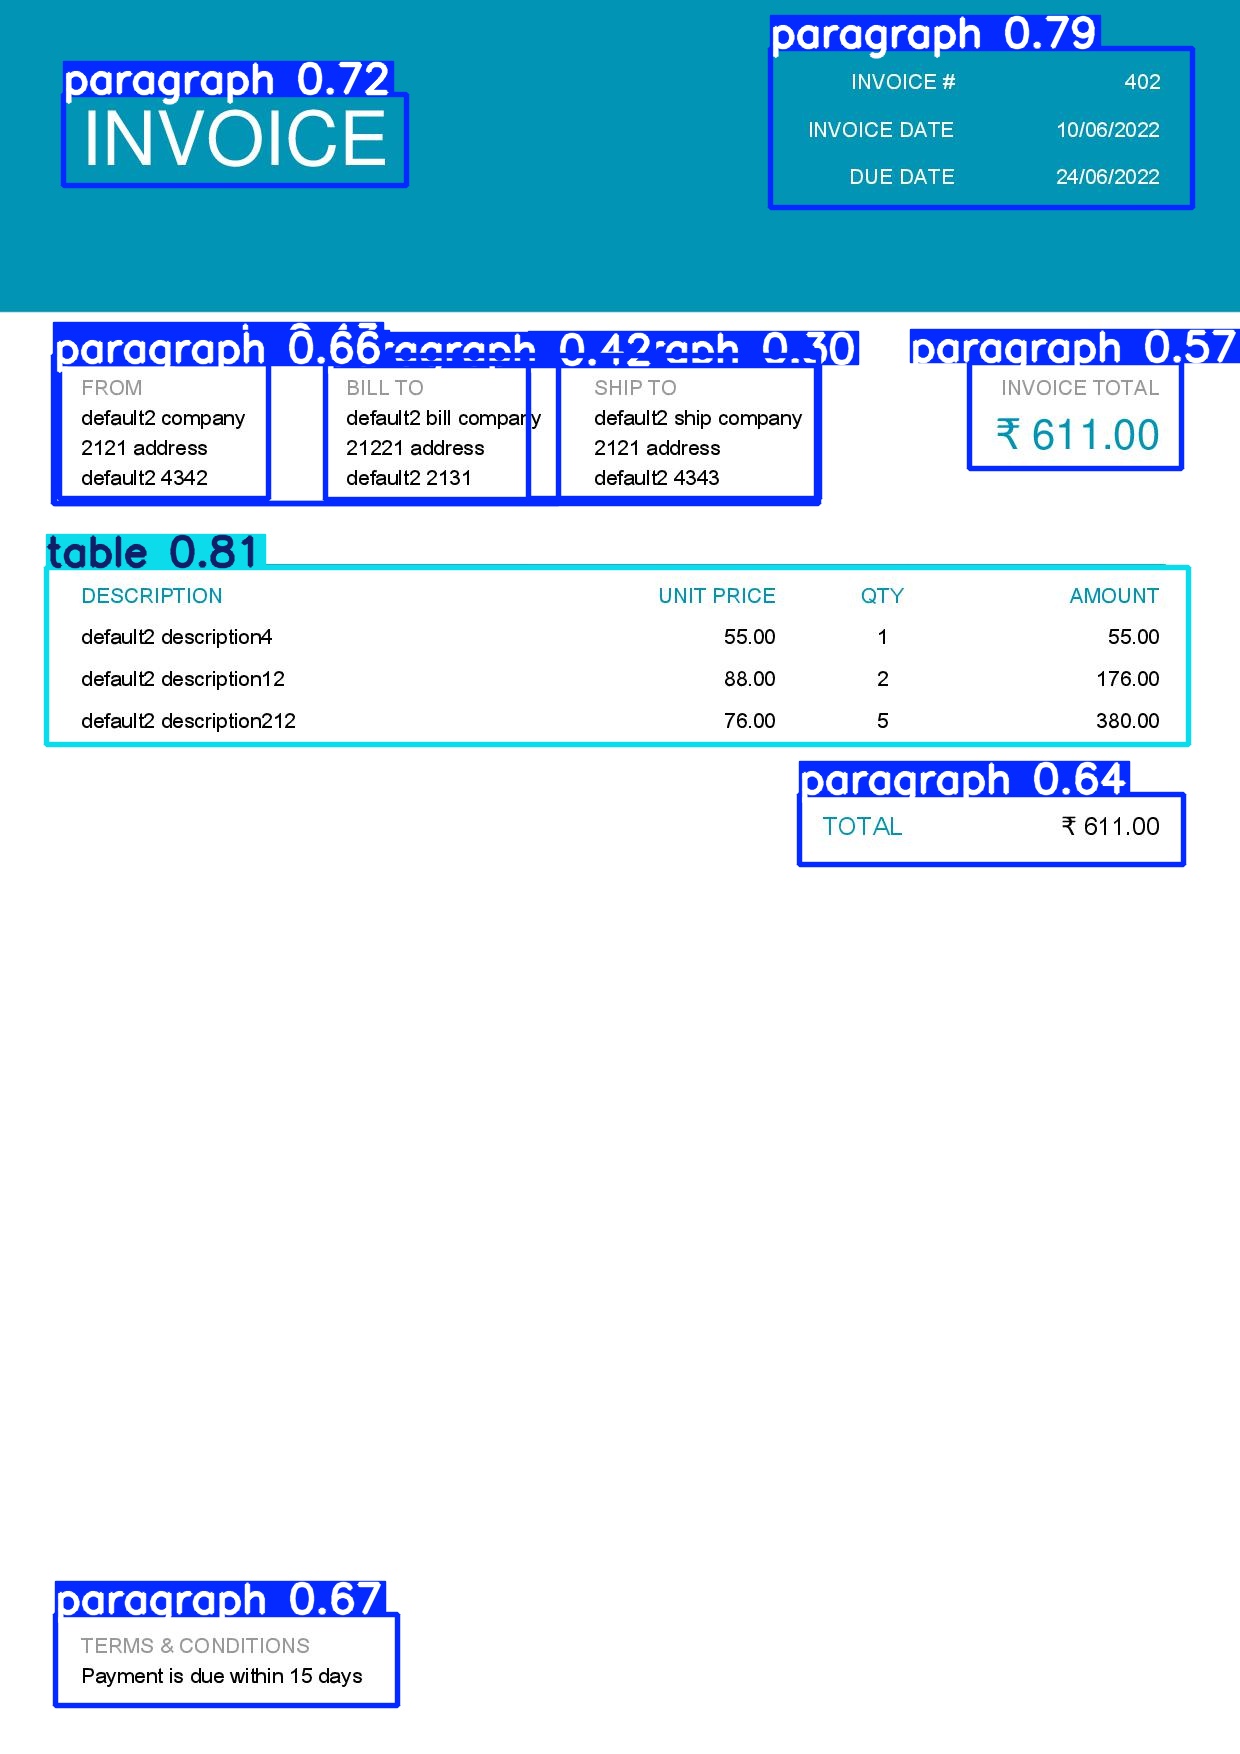 paragraph 0.79
paragraph 0.72
INVOICE
INVOICE # 402
INVOICE DATE 10/06/2022
DUE DATE 24/06/2022
paragraph 0.66 0.42 0.30
paragraph 0.57
FROM
default2 company
2121 address
default2 4342
BILL TO
default2 bill company
21221 address
default2 2131
SHIP TO
default2 ship company
2121 address
default2 4343
INVOICE TOTAL
₹ 611.00
table 0.81
DESCRIPTION UNIT PRICE QTY AMOUNT
default2 description4 55.00 1 55.00
default2 description12 88.00 2 176.00
default2 description212 76.00 5 380.00
paragraph 0.64
TOTAL ₹ 611.00
paragraph 0.67
TERMS & CONDITIONS
Payment is due within 15 days